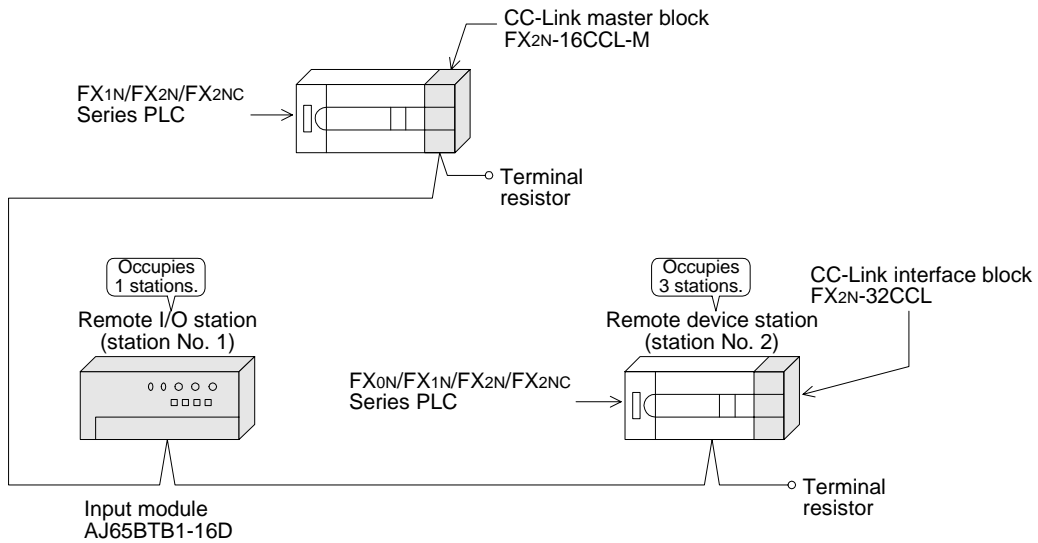 CC-Link master block
FX2N-16CCL-M
FX1N/FX2N/FX2NC
Series PLC
Terminal
resistor
Occupies
1 stations.
Remote I/O station
(station No. 1)
Occupies
3 stations.
Remote device station
(station No. 2)
CC-Link interface block
FX2N-32CCL
FX0N/FX1N/FX2N/FX2NC
Series PLC
Input module
AJ65BTB1-16D
Terminal
resistor